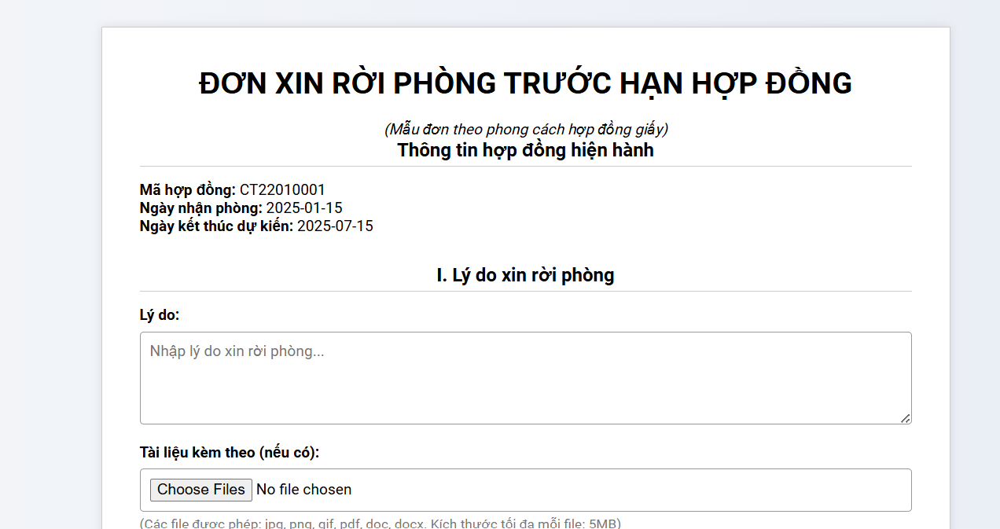 ĐƠN XIN RỜI PHÒNG TRƯỚC HẠN HỢP ĐỒNG
(Mẫu đơn theo phong cách hợp đồng giấy)
Thông tin hợp đồng hiện hành
Mã hợp đồng: CT22010001
Ngày nhận phòng: 2025-01-15
Ngày kết thúc dự kiến: 2025-07-15
I. Lý do xin rời phòng
Lý do:
Nhập lý do xin rời phòng...
Tài liệu kèm theo (nếu có):
Choose Files No file chosen
(Các file được phép: jpg, png, gif, pdf, doc, docx. Kích thước tối đa mỗi file: 5MB)